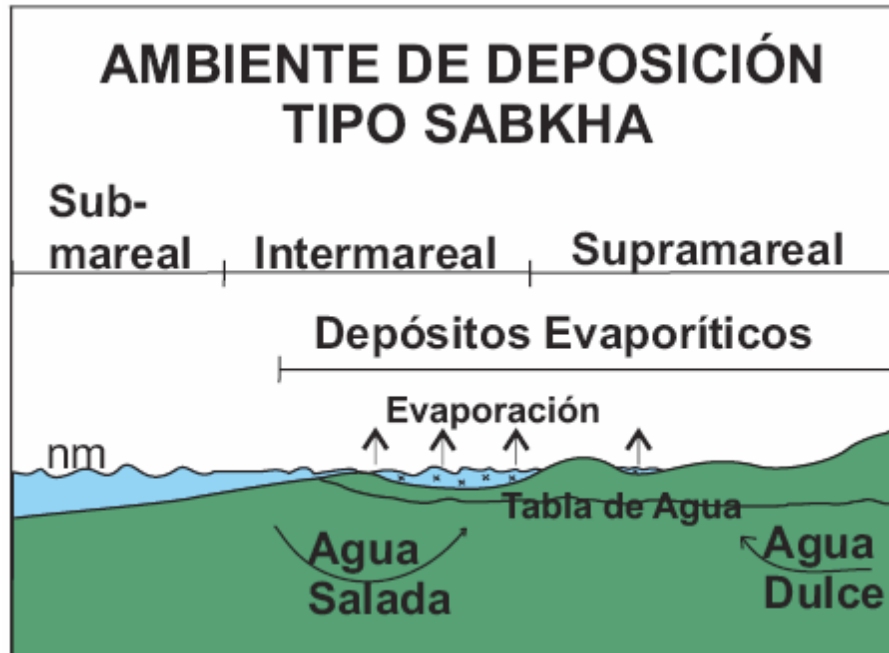 AMBIENTE DE DEPOSICIÓN
TIPO SABKHA
Sub-
mareal
Intermareal
Supramareal
Depósitos Evaporíticos
Evaporación
nm
Tabla de Agua
Agua
Salada
Agua
Dulce